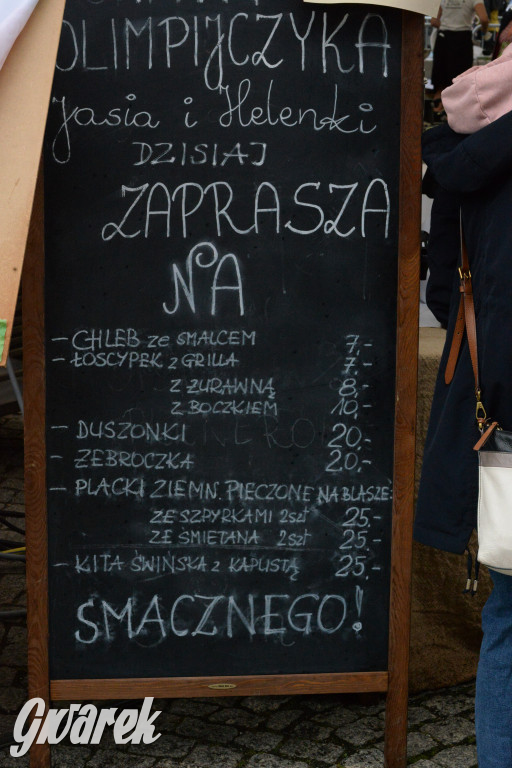 OLIMPIJCZYKA
Jasia i Helenki
DZISIAJ
ZAPRASZA
NA
- CHLEB ze SMALCEM 7,-
- ŁOSCYPEK z GRILLA 7,-
Z ŻURAWNĄ 8,-
Z BOCZKIEM 10,-
- DUSZONKI 20,-
- ŻEBROCZKA 20,-
- PLACKI ZIEMN. PIECZONE NA BLASZE:
ZE SZPYRKAMI 2szt 25,-
ZE ŚMIETANA 2szt 25,-
- KITA ŚWIŃSKA z KAPUSTĄ 25,-
SMACZNEGO!
Gwarek